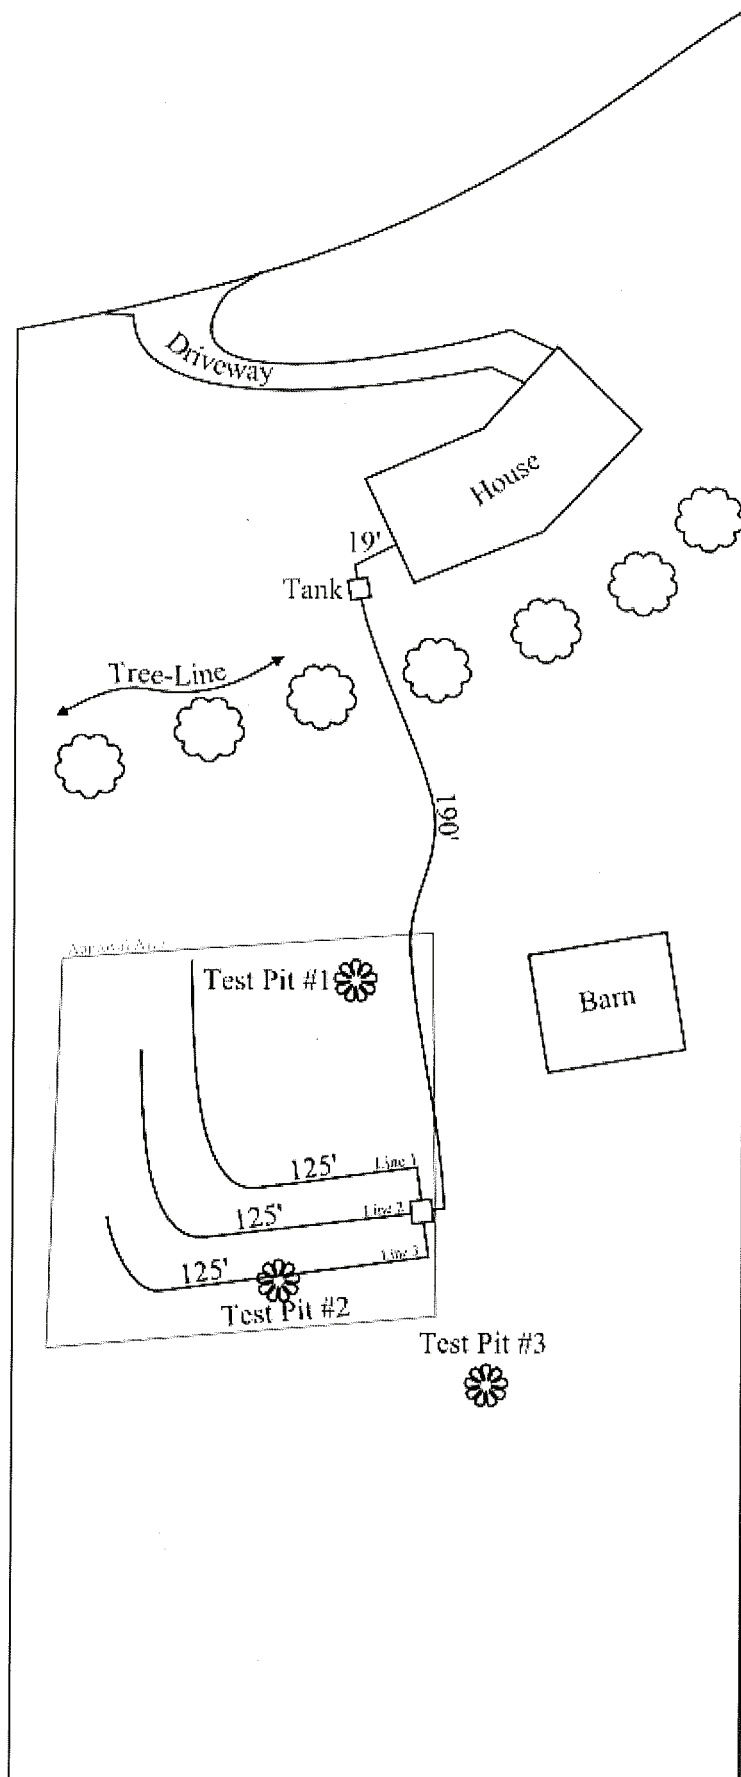 Driveway
House
19'
Tank
Tree-Line
190'
Test Pit #1
Barn
125'
Line 1
125'
Line 2
125'
Line 3
Test Pit #2
Test Pit #3